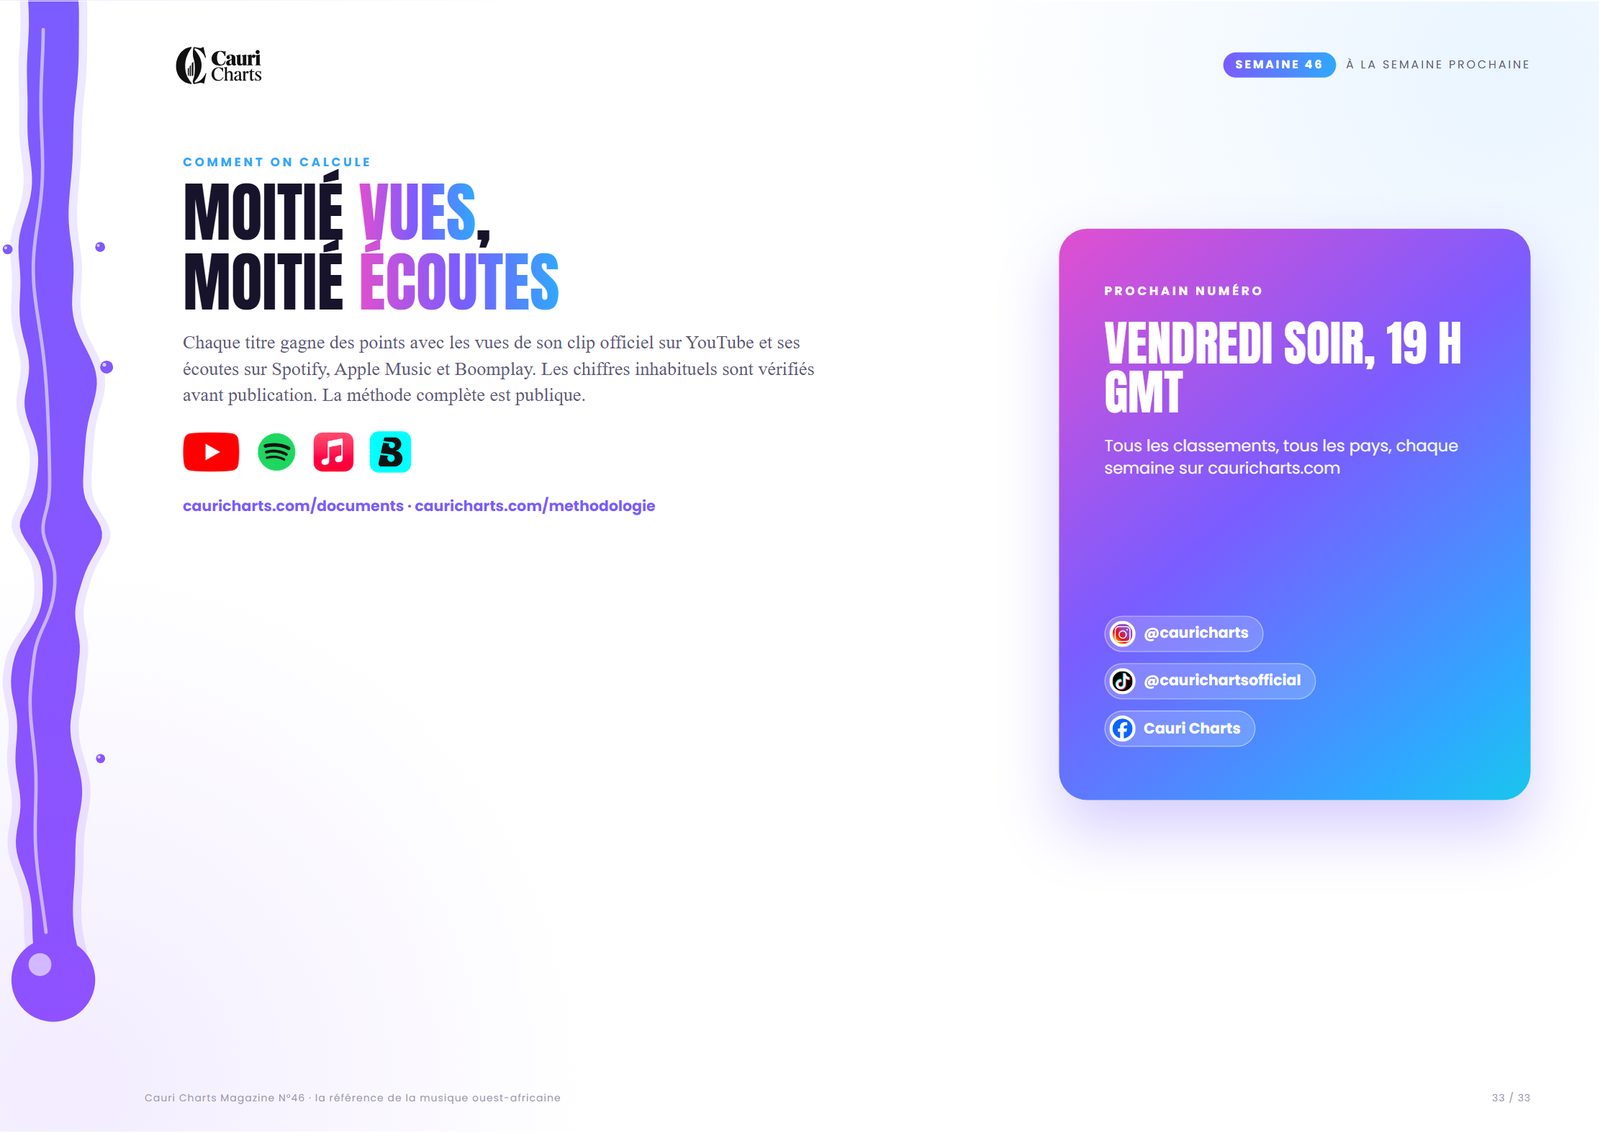 Cauri
Charts
SEMAINE 46
À LA SEMAINE PROCHAINE
COMMENT ON CALCULE
MOITIÉ VUES,
MOITIÉ ÉCOUTES
Chaque titre gagne des points avec les vues de son clip officiel sur YouTube et ses
écoutes sur Spotify, Apple Music et Boomplay. Les chiffres inhabituels sont vérifiés
avant publication. La méthode complète est publique.
cauricharts.com/documents · cauricharts.com/methodologie
PROCHAIN NUMÉRO
VENDREDI SOIR, 19 H
GMT
Tous les classements, tous les pays, chaque
semaine sur cauricharts.com
@cauricharts
@caurichartsofficial
Cauri Charts
Cauri Charts Magazine N°46 · la référence de la musique ouest-africaine
33 / 33